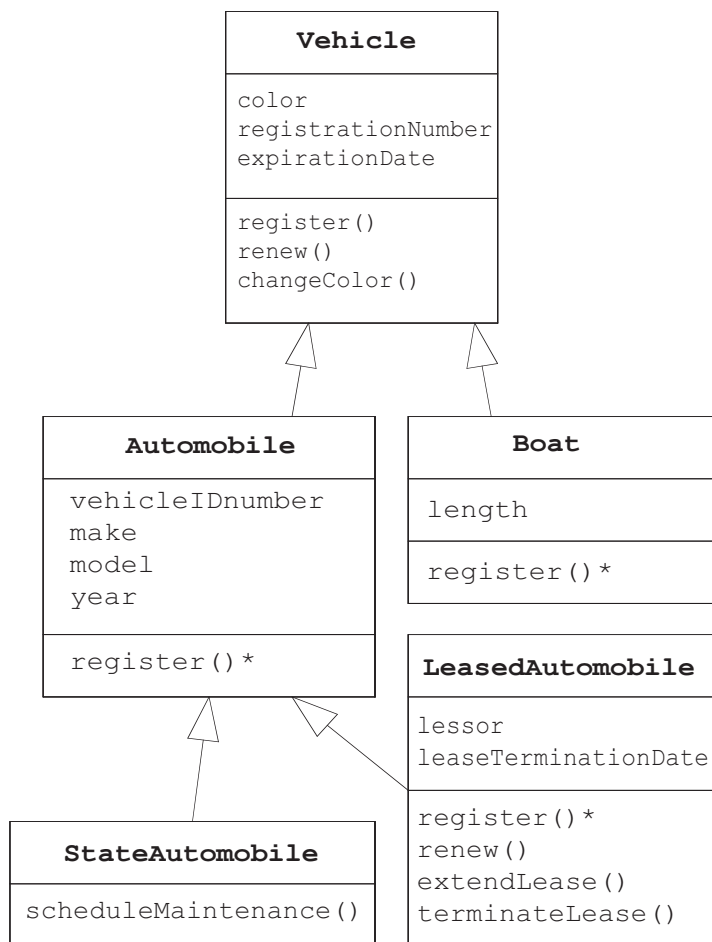 Vehicle
color
registrationNumber
expirationDate
register()
renew()
changeColor()
Automobile
vehicleIDnumber
make
model
year
register()*
Boat
length
register()*
LeasedAutomobile
lessor
leaseTerminationDate
register()*
renew()
extendLease()
terminateLease()
StateAutomobile
scheduleMaintenance()